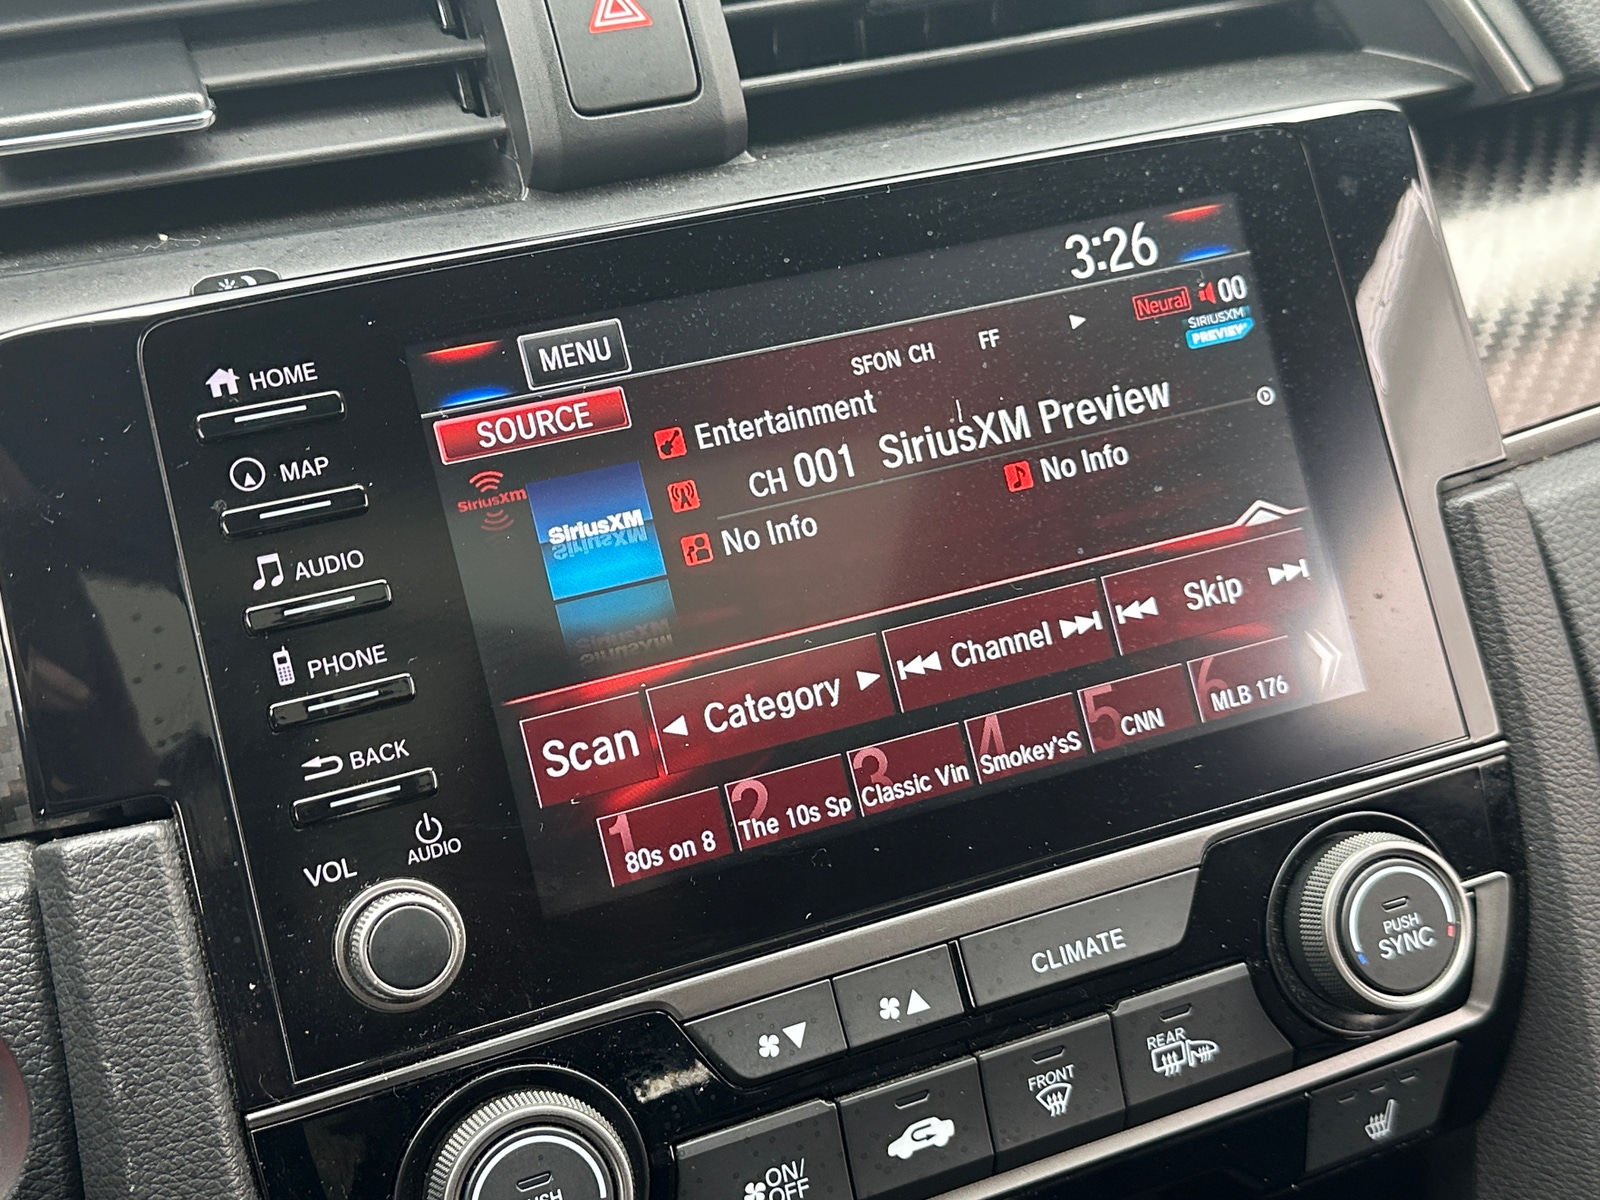 3:26
HOME
MENU
SFON CH
FF
Neural
00
SIRIUSXM
PREVIEW
SOURCE
Entertainment
MAP
SiriusXm
SiriusXM
CH 001 SiriusXM Preview
No Info
No Info
AUDIO
PHONE
Scan
Category
Channel
Skip
BACK
1 80s on 8
2 The 10s Sp
3 Classic Vin
4 Smokey'sS
5 CNN
6 MLB 176
VOL
AUDIO
CLIMATE
PUSH
SYNC
FRONT
REAR
ON/
OFF
PUSH